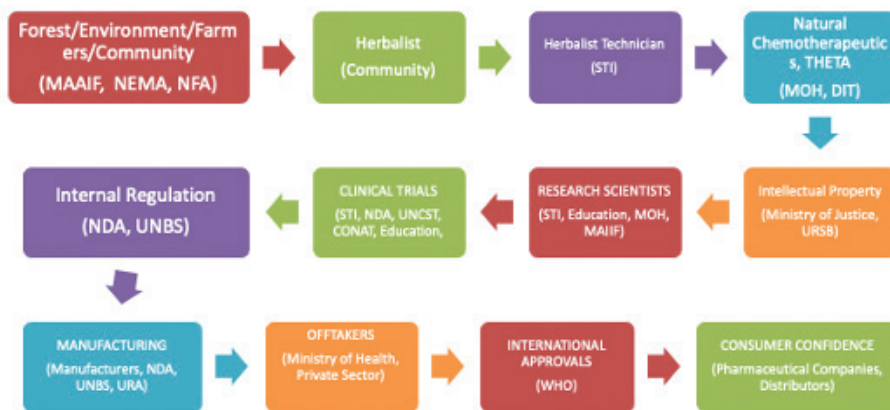 Forest/Environment/Farm
ers/Community
(MAAIF, NEMA, NFA)
Herbalist
(Community)
Herbalist Technician
(STI)
Natural
Chemotherapeutic
s, THETA
(MOH, DIT)
Intellectual Property
(Ministry of Justice,
URSB)
RESEARCH SCIENTISTS
(STI, Education, MOH,
MAIIF)
CLINICAL TRIALS
(STI, NDA, UNCST,
CONAT, Education,
Internal Regulation
(NDA, UNBS)
MANUFACTURING
(Manufacturers, NDA,
UNBS, URA)
OFFTAKERS
(Ministry of Health,
Private Sector)
INTERNATIONAL
APPROVALS
(WHO)
CONSUMER CONFIDENCE
(Pharmaceutical Companies,
Distributors)